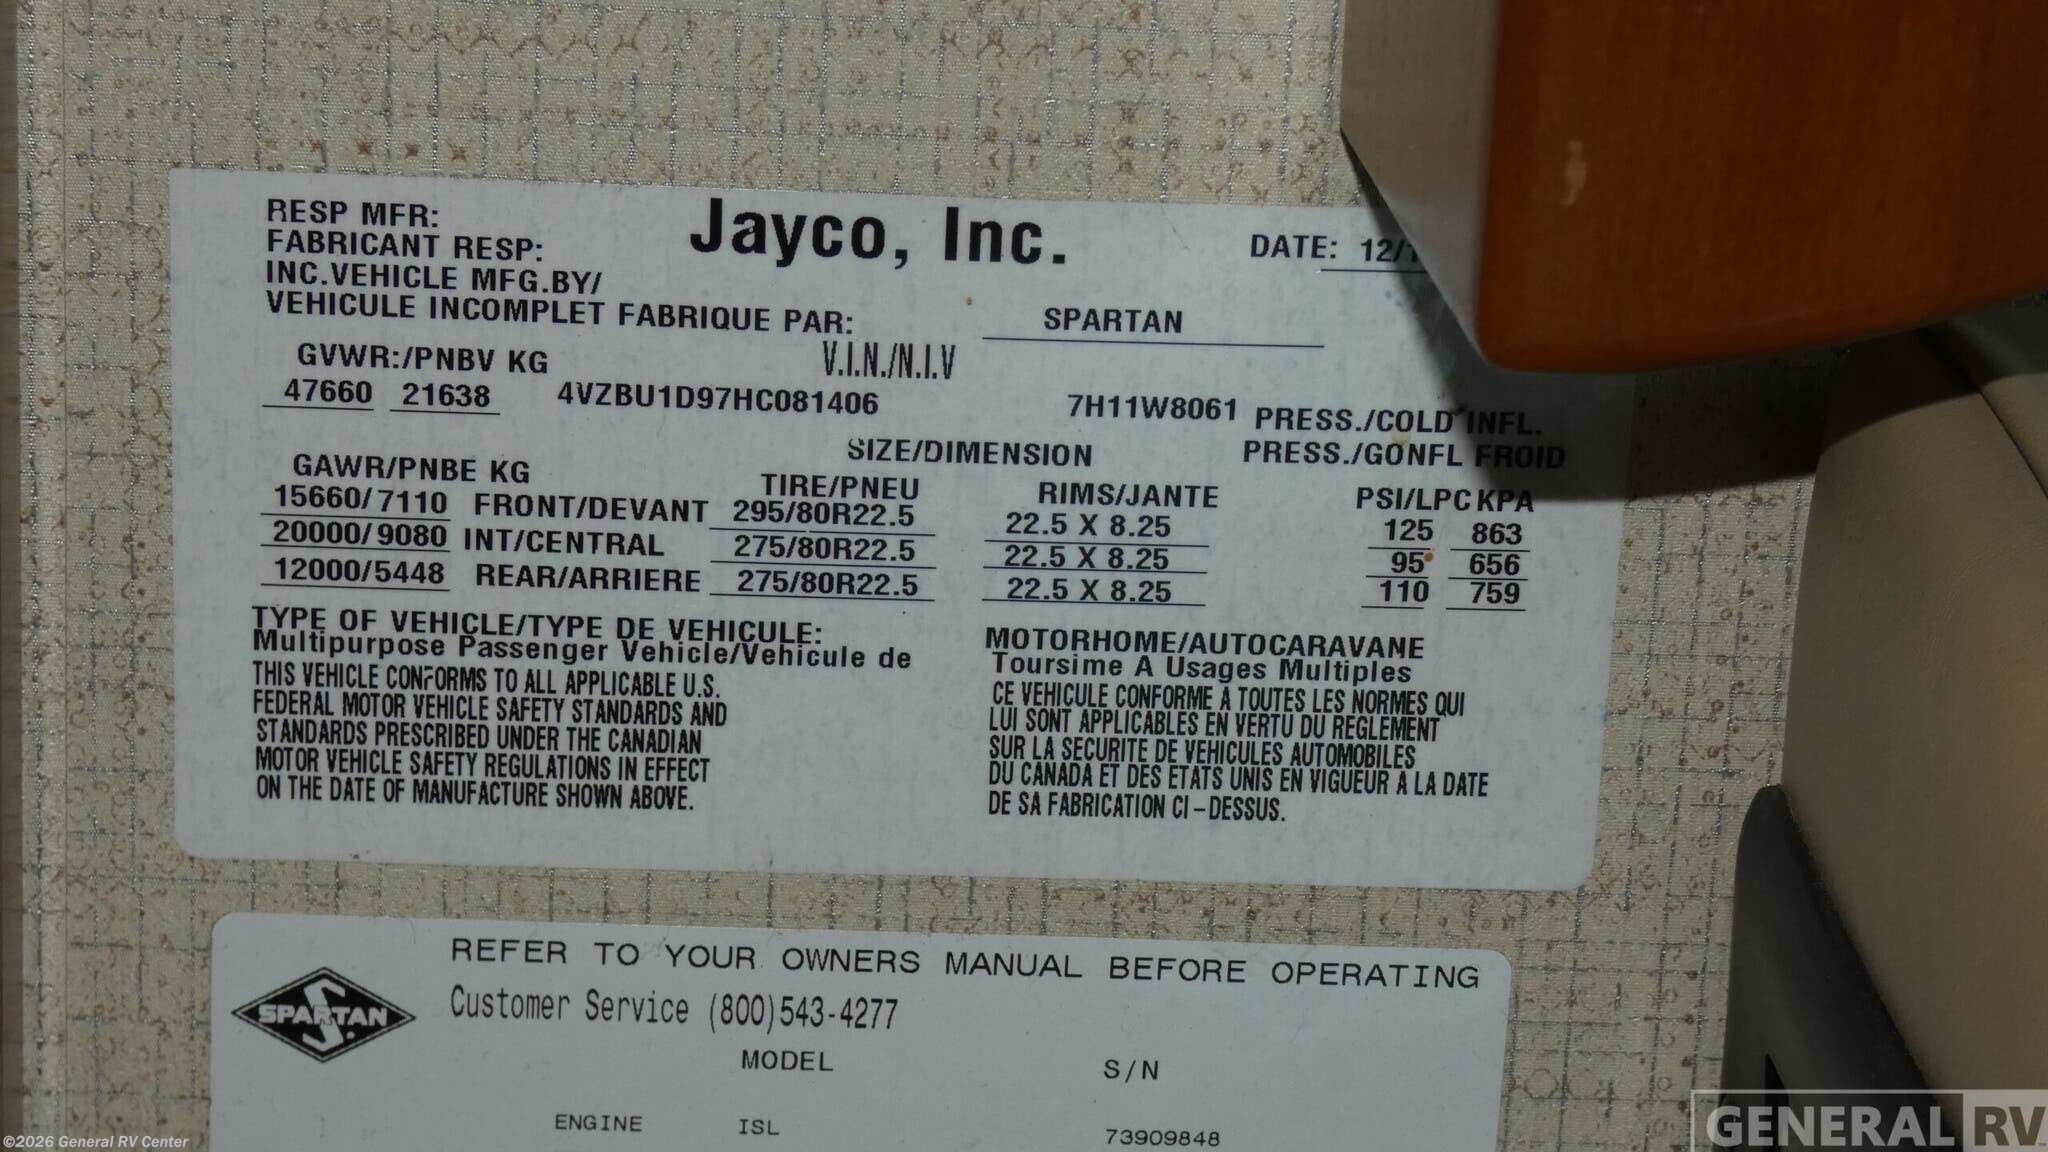 RESP MFR:
FABRICANT RESP:
Jayco, Inc.
DATE: 12/1
INC.VEHICLE MFG.BY/
VEHICULE INCOMPLET FABRIQUE PAR: SPARTAN
GVWR:/PNBV KG V.I.N./N.I.V
47660 21638 4VZBU1D97HC081406 7H11W8061 PRESS./COLD INFL.
SIZE/DIMENSION PRESS./GONFL FROID
GAWR/PNBE KG TIRE/PNEU RIMS/JANTE PSI/LPC KPA
15660/7110 FRONT/DEVANT 295/80R22.5 22.5 X 8.25 125 863
20000/9080 INT/CENTRAL 275/80R22.5 22.5 X 8.25 95 656
12000/5448 REAR/ARRIERE 275/80R22.5 22.5 X 8.25 110 759
TYPE OF VEHICLE/TYPE DE VEHICULE: MOTORHOME/AUTOCARAVANE
Multipurpose Passenger Vehicle/Vehicule de Toursime A Usages Multiples
THIS VEHICLE CONFORMS TO ALL APPLICABLE U.S.
FEDERAL MOTOR VEHICLE SAFETY STANDARDS AND
STANDARDS PRESCRIBED UNDER THE CANADIAN
MOTOR VEHICLE SAFETY REGULATIONS IN EFFECT
ON THE DATE OF MANUFACTURE SHOWN ABOVE.
CE VEHICULE CONFORME A TOUTES LES NORMES QUI
LUI SONT APPLICABLES EN VERTU DU REGLEMENT
SUR LA SECURITE DE VEHICULES AUTOMOBILES
DU CANADA ET DES ETATS UNIS EN VIGUEUR A LA DATE
DE SA FABRICATION CI-DESSUS.
SPARTAN
REFER TO YOUR OWNERS MANUAL BEFORE OPERATING
Customer Service (800)543-4277
MODEL S/N
ENGINE ISL 73909848
©2026 General RV Center
GENERAL RV